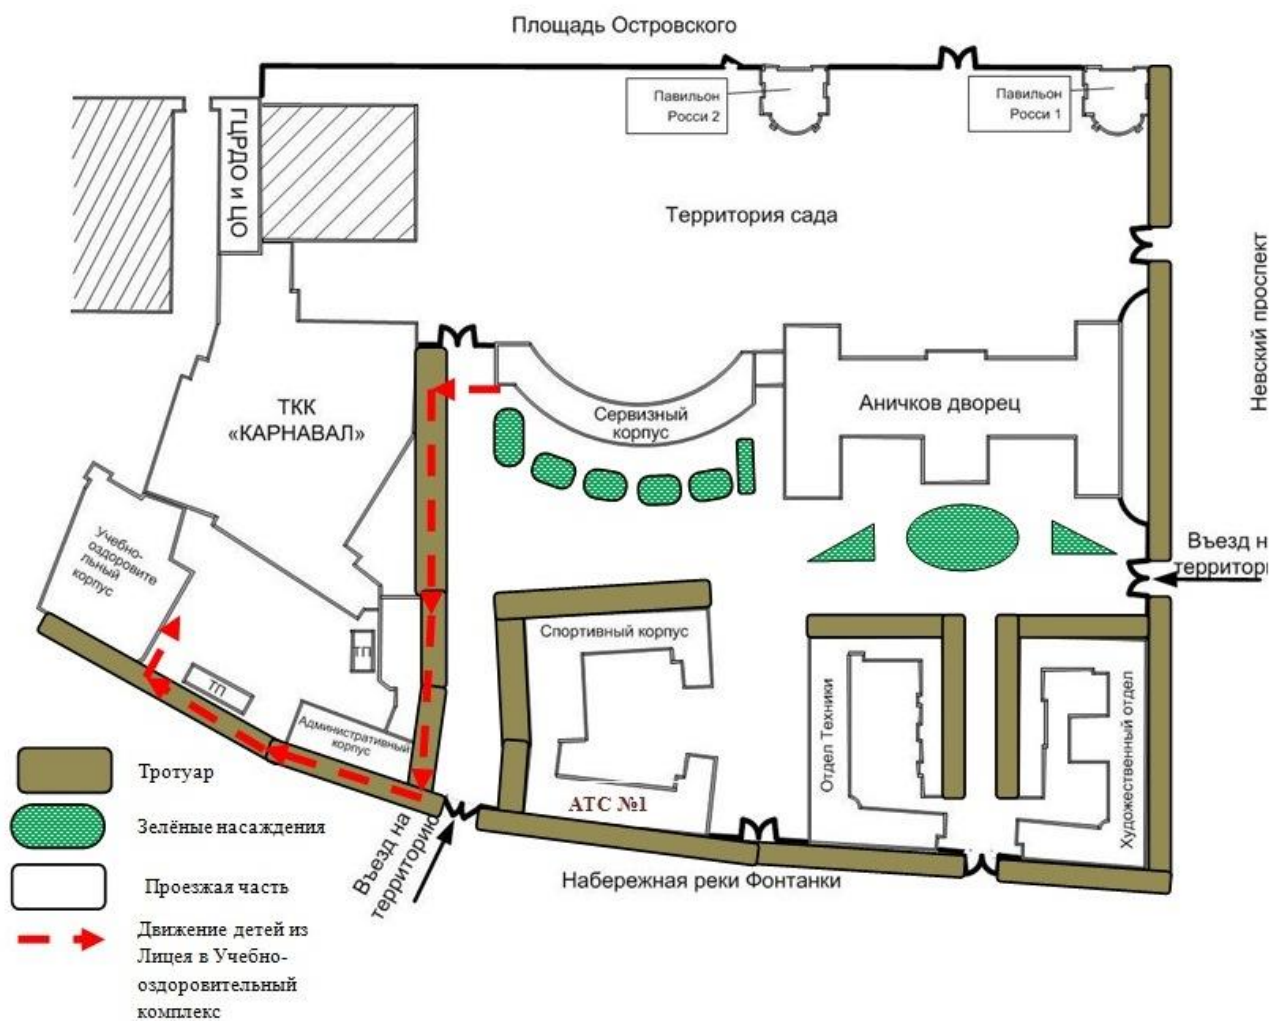 Площадь Островского
Павильон
Росси 2
Павильон
Росси 1
ГЦРДО и ЦО
Территория сада
Невский проспект
ТКК
«КАРНАВАЛ»
Сервизный
корпус
Аничков дворец
Учебно-
оздоровите
льный
корпус
Въезд н
территори
Спортивный корпус
ТП
ТП
Административный
корпус
Отдел Техники
Художественный отдел
АТС №1
Въезд на
территорию
Набережная реки Фонтанки
Тротуар
Зелёные насаждения
Проезжая часть
Движение детей из
Лицея в Учебно-
оздоровительный
комплекс